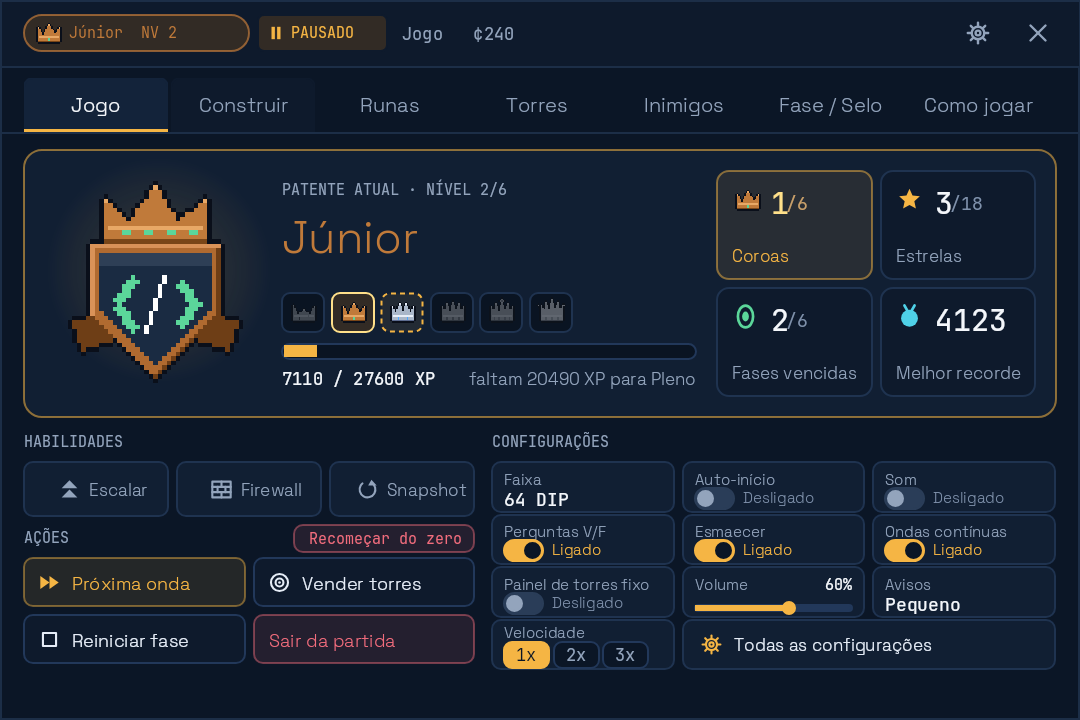 Júnior NV 2 PAUSADO Jogo ¢240
Jogo Construir Runas Torres Inimigos Fase / Selo Como jogar
PATENTE ATUAL · NÍVEL 2/6
Júnior
7110 / 27600 XP faltam 20490 XP para Pleno
1/6
Coroas
3/18
Estrelas
2/6
Fases vencidas
4123
Melhor recorde
HABILIDADES
Escalar Firewall Snapshot
AÇÕES Recomeçar do zero
Próxima onda Vender torres
Reiniciar fase Sair da partida
CONFIGURAÇÕES
Faixa
64 DIP
Auto-início
Desligado
Som
Desligado
Perguntas V/F
Ligado
Esmaecer
Ligado
Ondas contínuas
Ligado
Painel de torres fixo
Desligado
Volume 60%
Avisos
Pequeno
Velocidade
1x 2x 3x
Todas as configurações